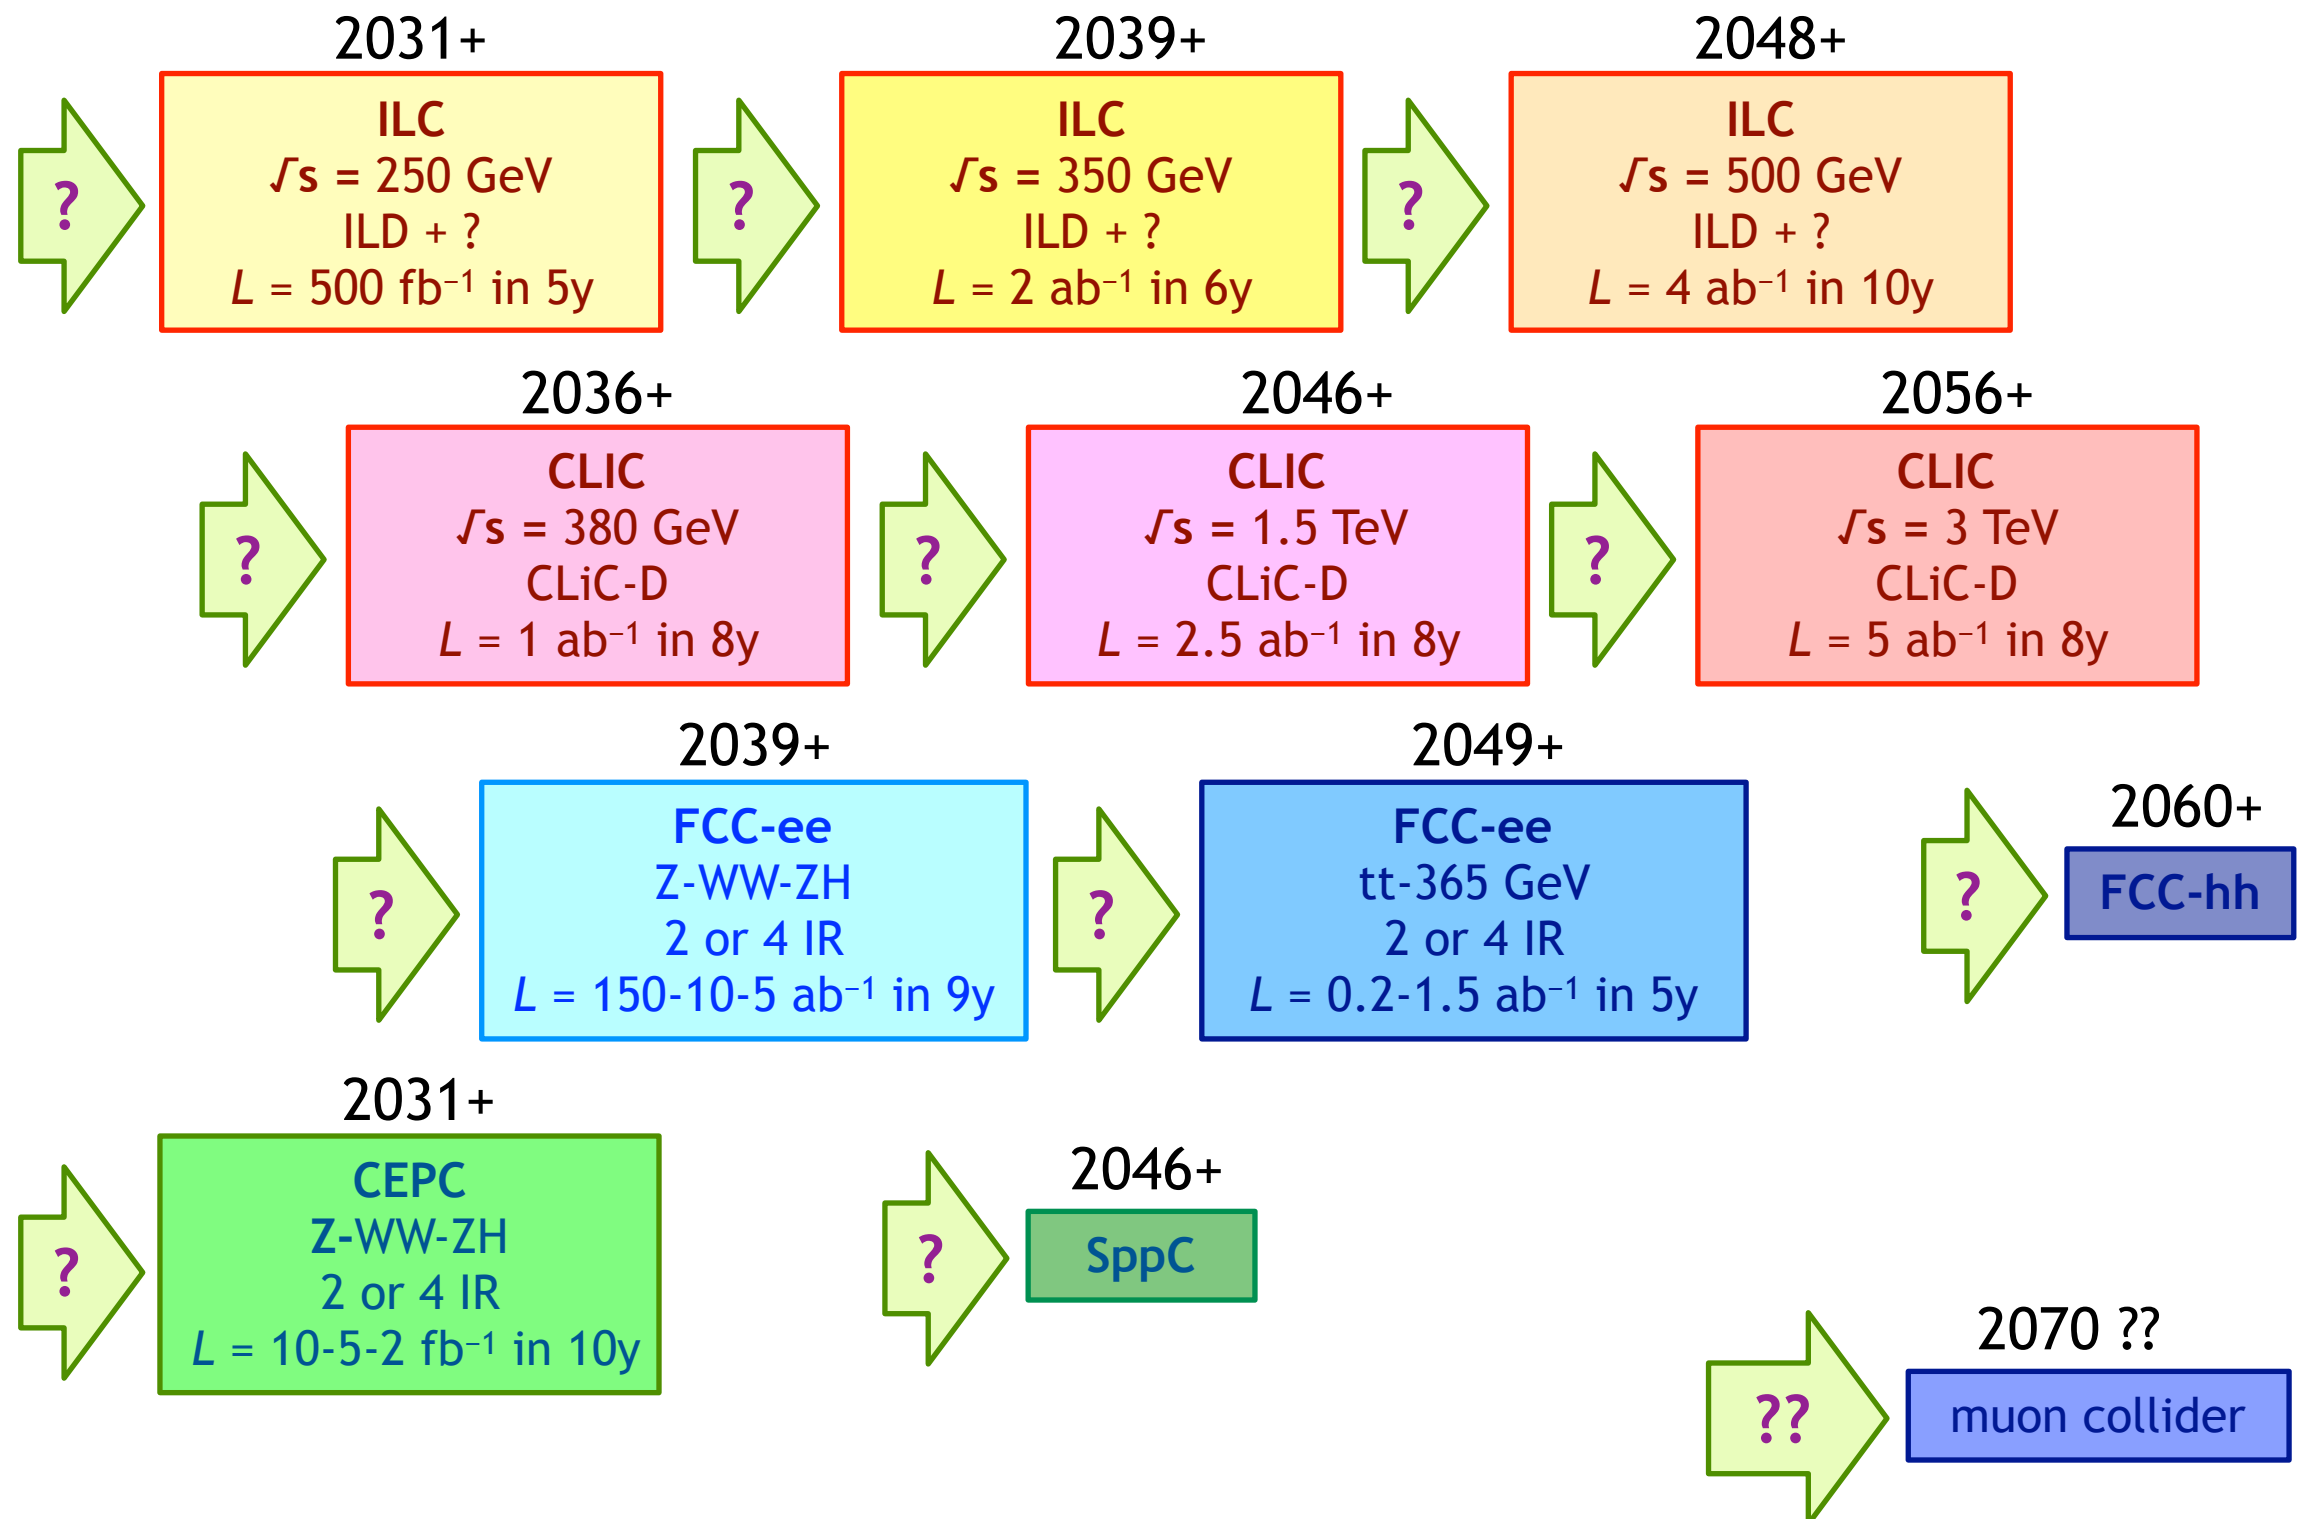 2031+
?
ILC
√s = 250 GeV
ILD + ?
L = 500 fb⁻¹ in 5y
2039+
?
ILC
√s = 350 GeV
ILD + ?
L = 2 ab⁻¹ in 6y
2048+
?
ILC
√s = 500 GeV
ILD + ?
L = 4 ab⁻¹ in 10y
2036+
?
CLIC
√s = 380 GeV
CLiC-D
L = 1 ab⁻¹ in 8y
2046+
?
CLIC
√s = 1.5 TeV
CLiC-D
L = 2.5 ab⁻¹ in 8y
2056+
?
CLIC
√s = 3 TeV
CLiC-D
L = 5 ab⁻¹ in 8y
2039+
?
FCC-ee
Z-WW-ZH
2 or 4 IR
L = 150-10-5 ab⁻¹ in 9y
2049+
?
FCC-ee
tt-365 GeV
2 or 4 IR
L = 0.2-1.5 ab⁻¹ in 5y
2060+
?
FCC-hh
2031+
?
CEPC
Z-WW-ZH
2 or 4 IR
L = 10-5-2 fb⁻¹ in 10y
2046+
?
SppC
2070 ??
??
muon collider